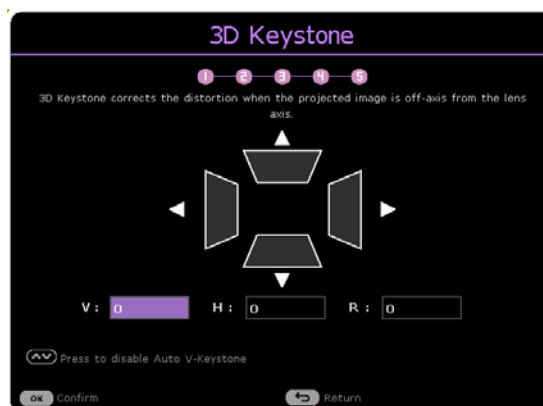 3D Keystone
1 2 3 4 5
3D Keystone corrects the distortion when the projected image is off-axis from the lens
axis.
V : 0 H : 0 R : 0
Press to disable Auto V-Keystone
OK Confirm Return